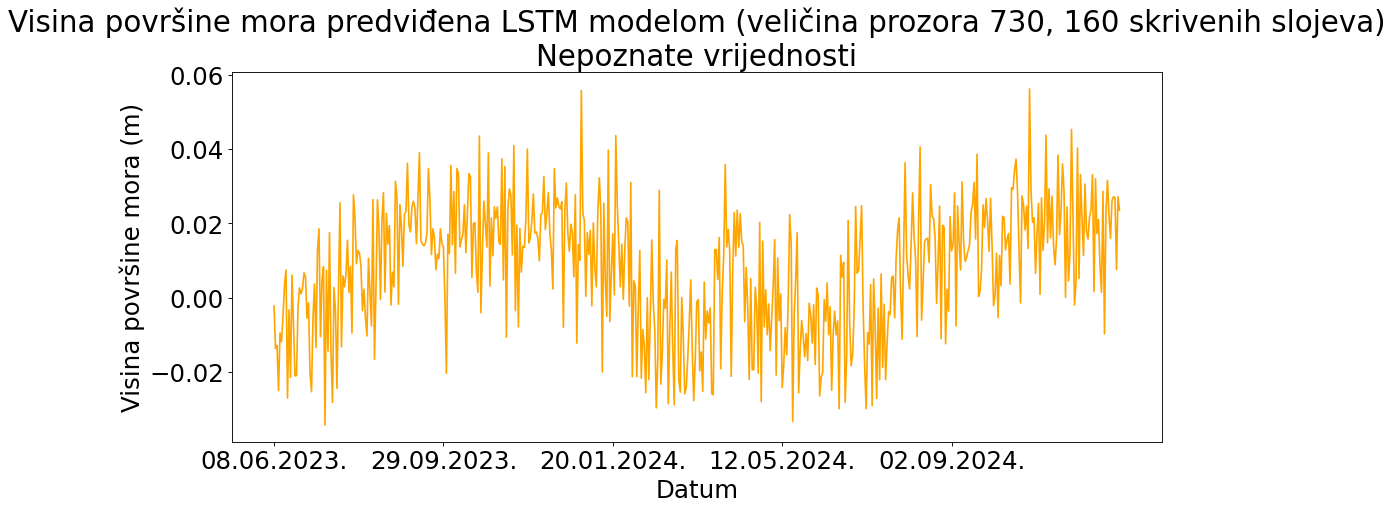 Visina površine mora predviđena LSTM modelom (veličina prozora 730, 160 skrivenih slojeva)
Nepoznate vrijednosti
Visina površine mora (m)
0.06
0.04
0.02
0.00
−0.02
08.06.2023. 29.09.2023. 20.01.2024. 12.05.2024. 02.09.2024.
Datum